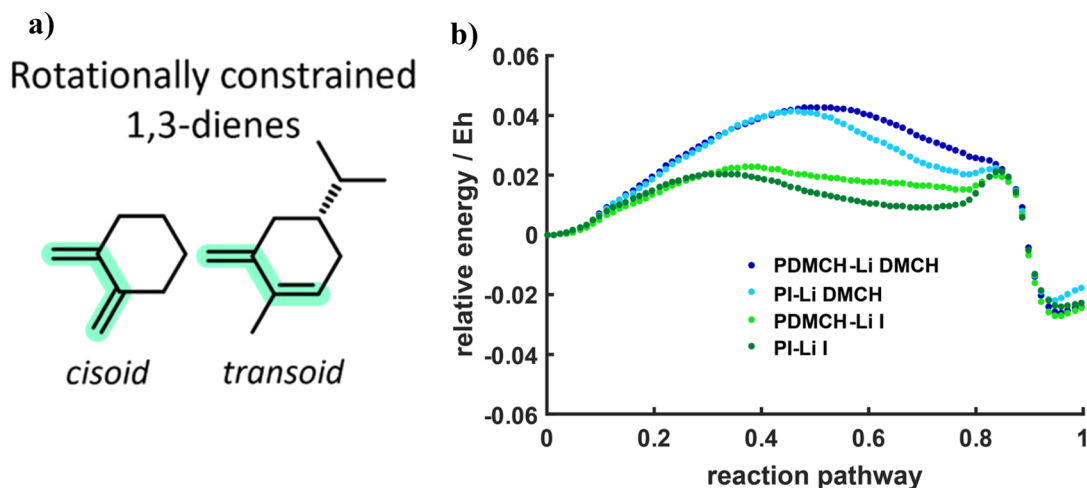 a)
Rotationally constrained
1,3-dienes
cisoid
transoid
b)
relative energy / Eh
0.06
0.04
0.02
0
-0.02
-0.04
-0.06
PDMCH-Li DMCH
PI-Li DMCH
PDMCH-Li I
PI-Li I
0
0.2
0.4
0.6
0.8
1
reaction pathway